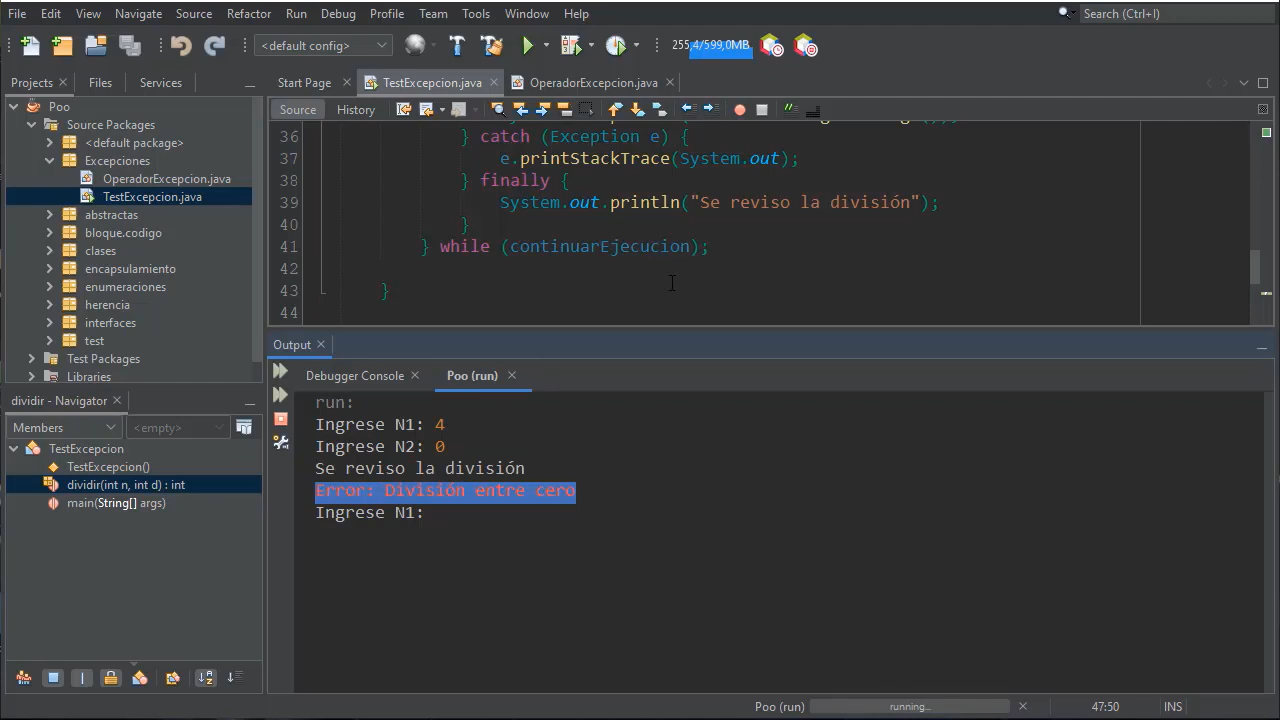 File Edit View Navigate Source Refactor Run Debug Profile Team Tools Window Help Search (Ctrl+I)
<default config> 255,4/599,0MB
Projects Files Services
Start Page TestExcepcion.java OperadorExcepcion.java
Source History
Poo
Source Packages
<default package>
Excepciones
OperadorExcepcion.java
TestExcepcion.java
abstractas
bloque.codigo
clases
encapsulamiento
enumeraciones
herencia
interfaces
test
Test Packages
Libraries
36 } catch (Exception e) {
37 e.printStackTrace(System.out);
38 } finally {
39 System.out.println("Se reviso la división");
40 }
41 } while (continuarEjecucion);
42
43 }
44
dividir - Navigator
Members <empty>
TestExcepcion
TestExcepcion()
dividir(int n, int d) : int
main(String[] args)
Output
Debugger Console Poo (run)
run:
Ingrese N1: 4
Ingrese N2: 0
Se reviso la división
Error: División entre cero
Ingrese N1:
Poo (run) running... 47:50 INS